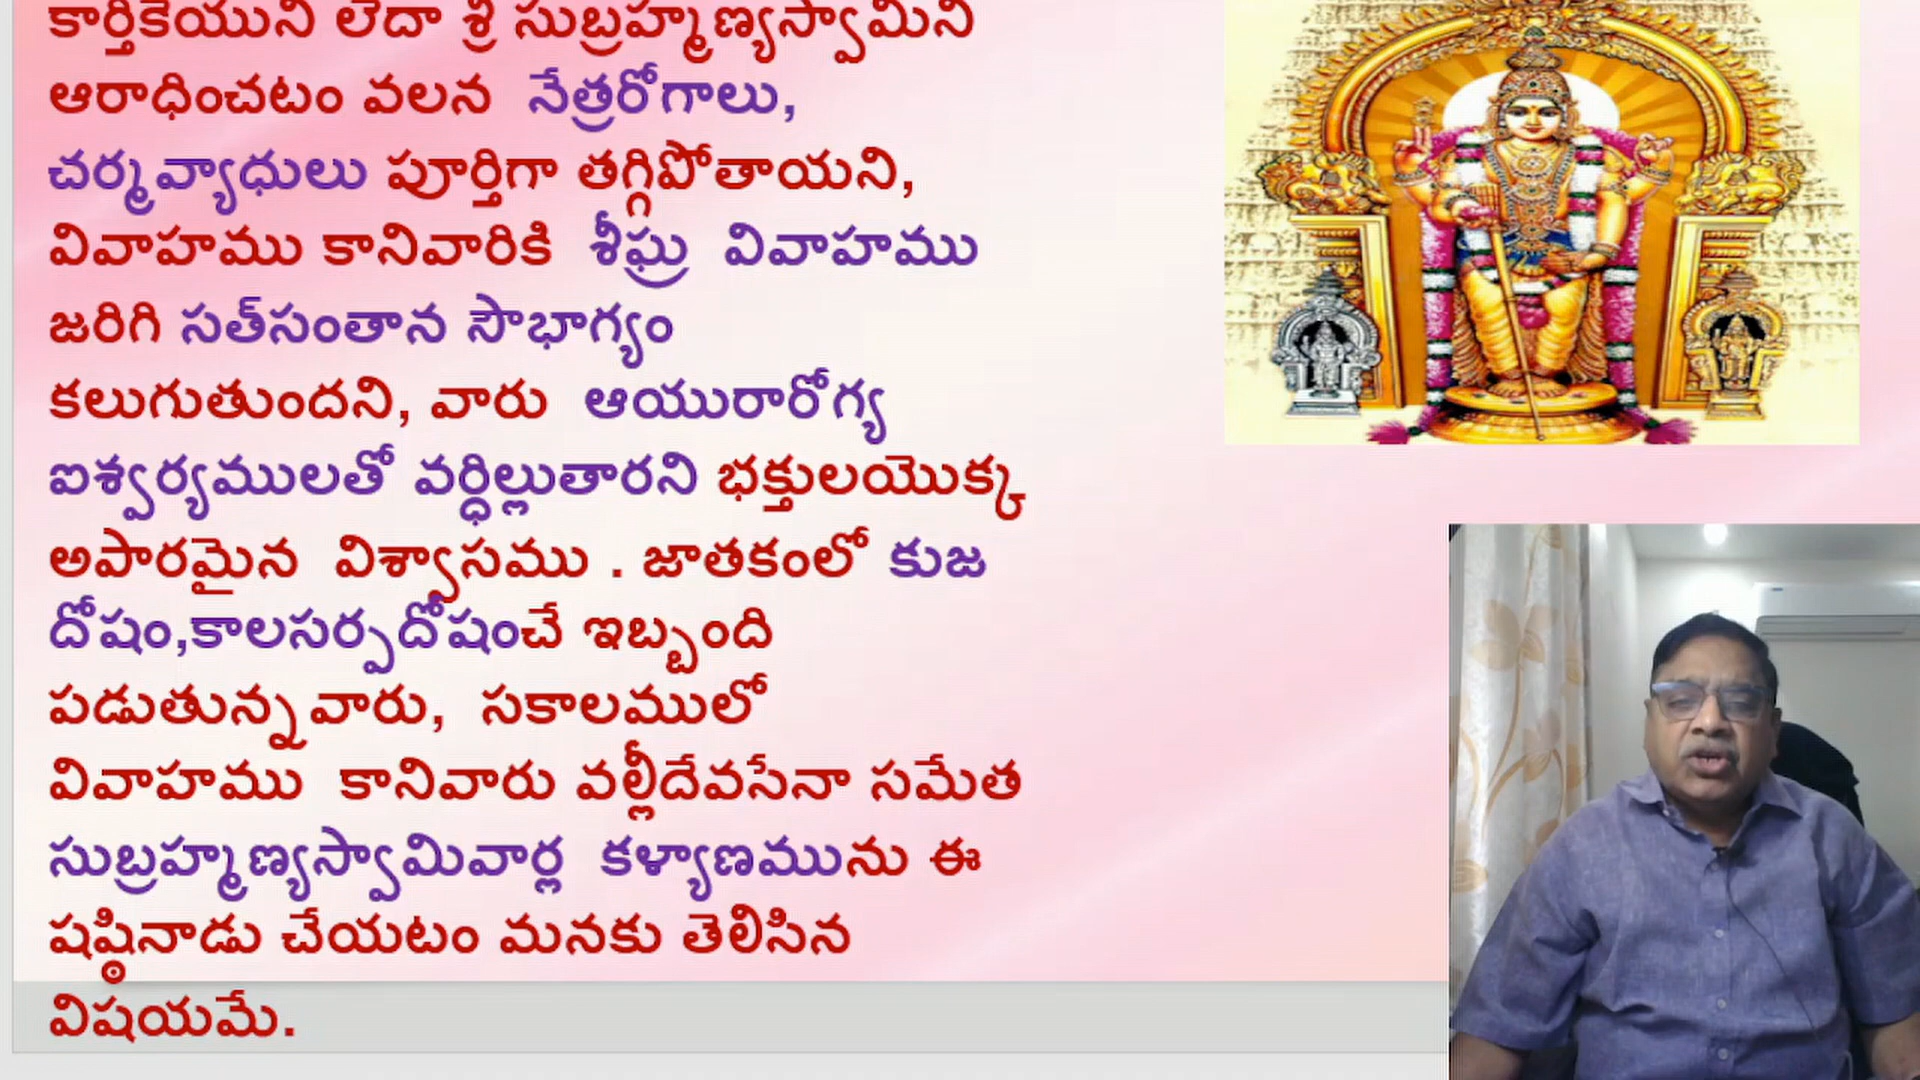 కార్తికేయుని లేదా శ్రీ సుబ్రహ్మణ్యస్వామిని
ఆరాధించటం వలన నేత్రరోగాలు,
చర్మవ్యాధులు పూర్తిగా తగ్గిపోతాయని,
వివాహము కానివారికి శీఘ్ర వివాహము
జరిగి సత్‌సంతాన సౌభాగ్యం
కలుగుతుందని, వారు ఆయురారోగ్య
ఐశ్వర్యములతో వర్ధిల్లుతారని భక్తులయొక్క
అపారమైన విశ్వాసము . జాతకంలో కుజ
దోషం,కాలసర్పదోషంచే ఇబ్బంది
పడుతున్నవారు, సకాలములో
వివాహము కానివారు వల్లీదేవసేనా సమేత
సుబ్రహ్మణ్యస్వామివార్ల కళ్యాణమును ఈ
షష్ఠినాడు చేయటం మనకు తెలిసిన
విషయమే.